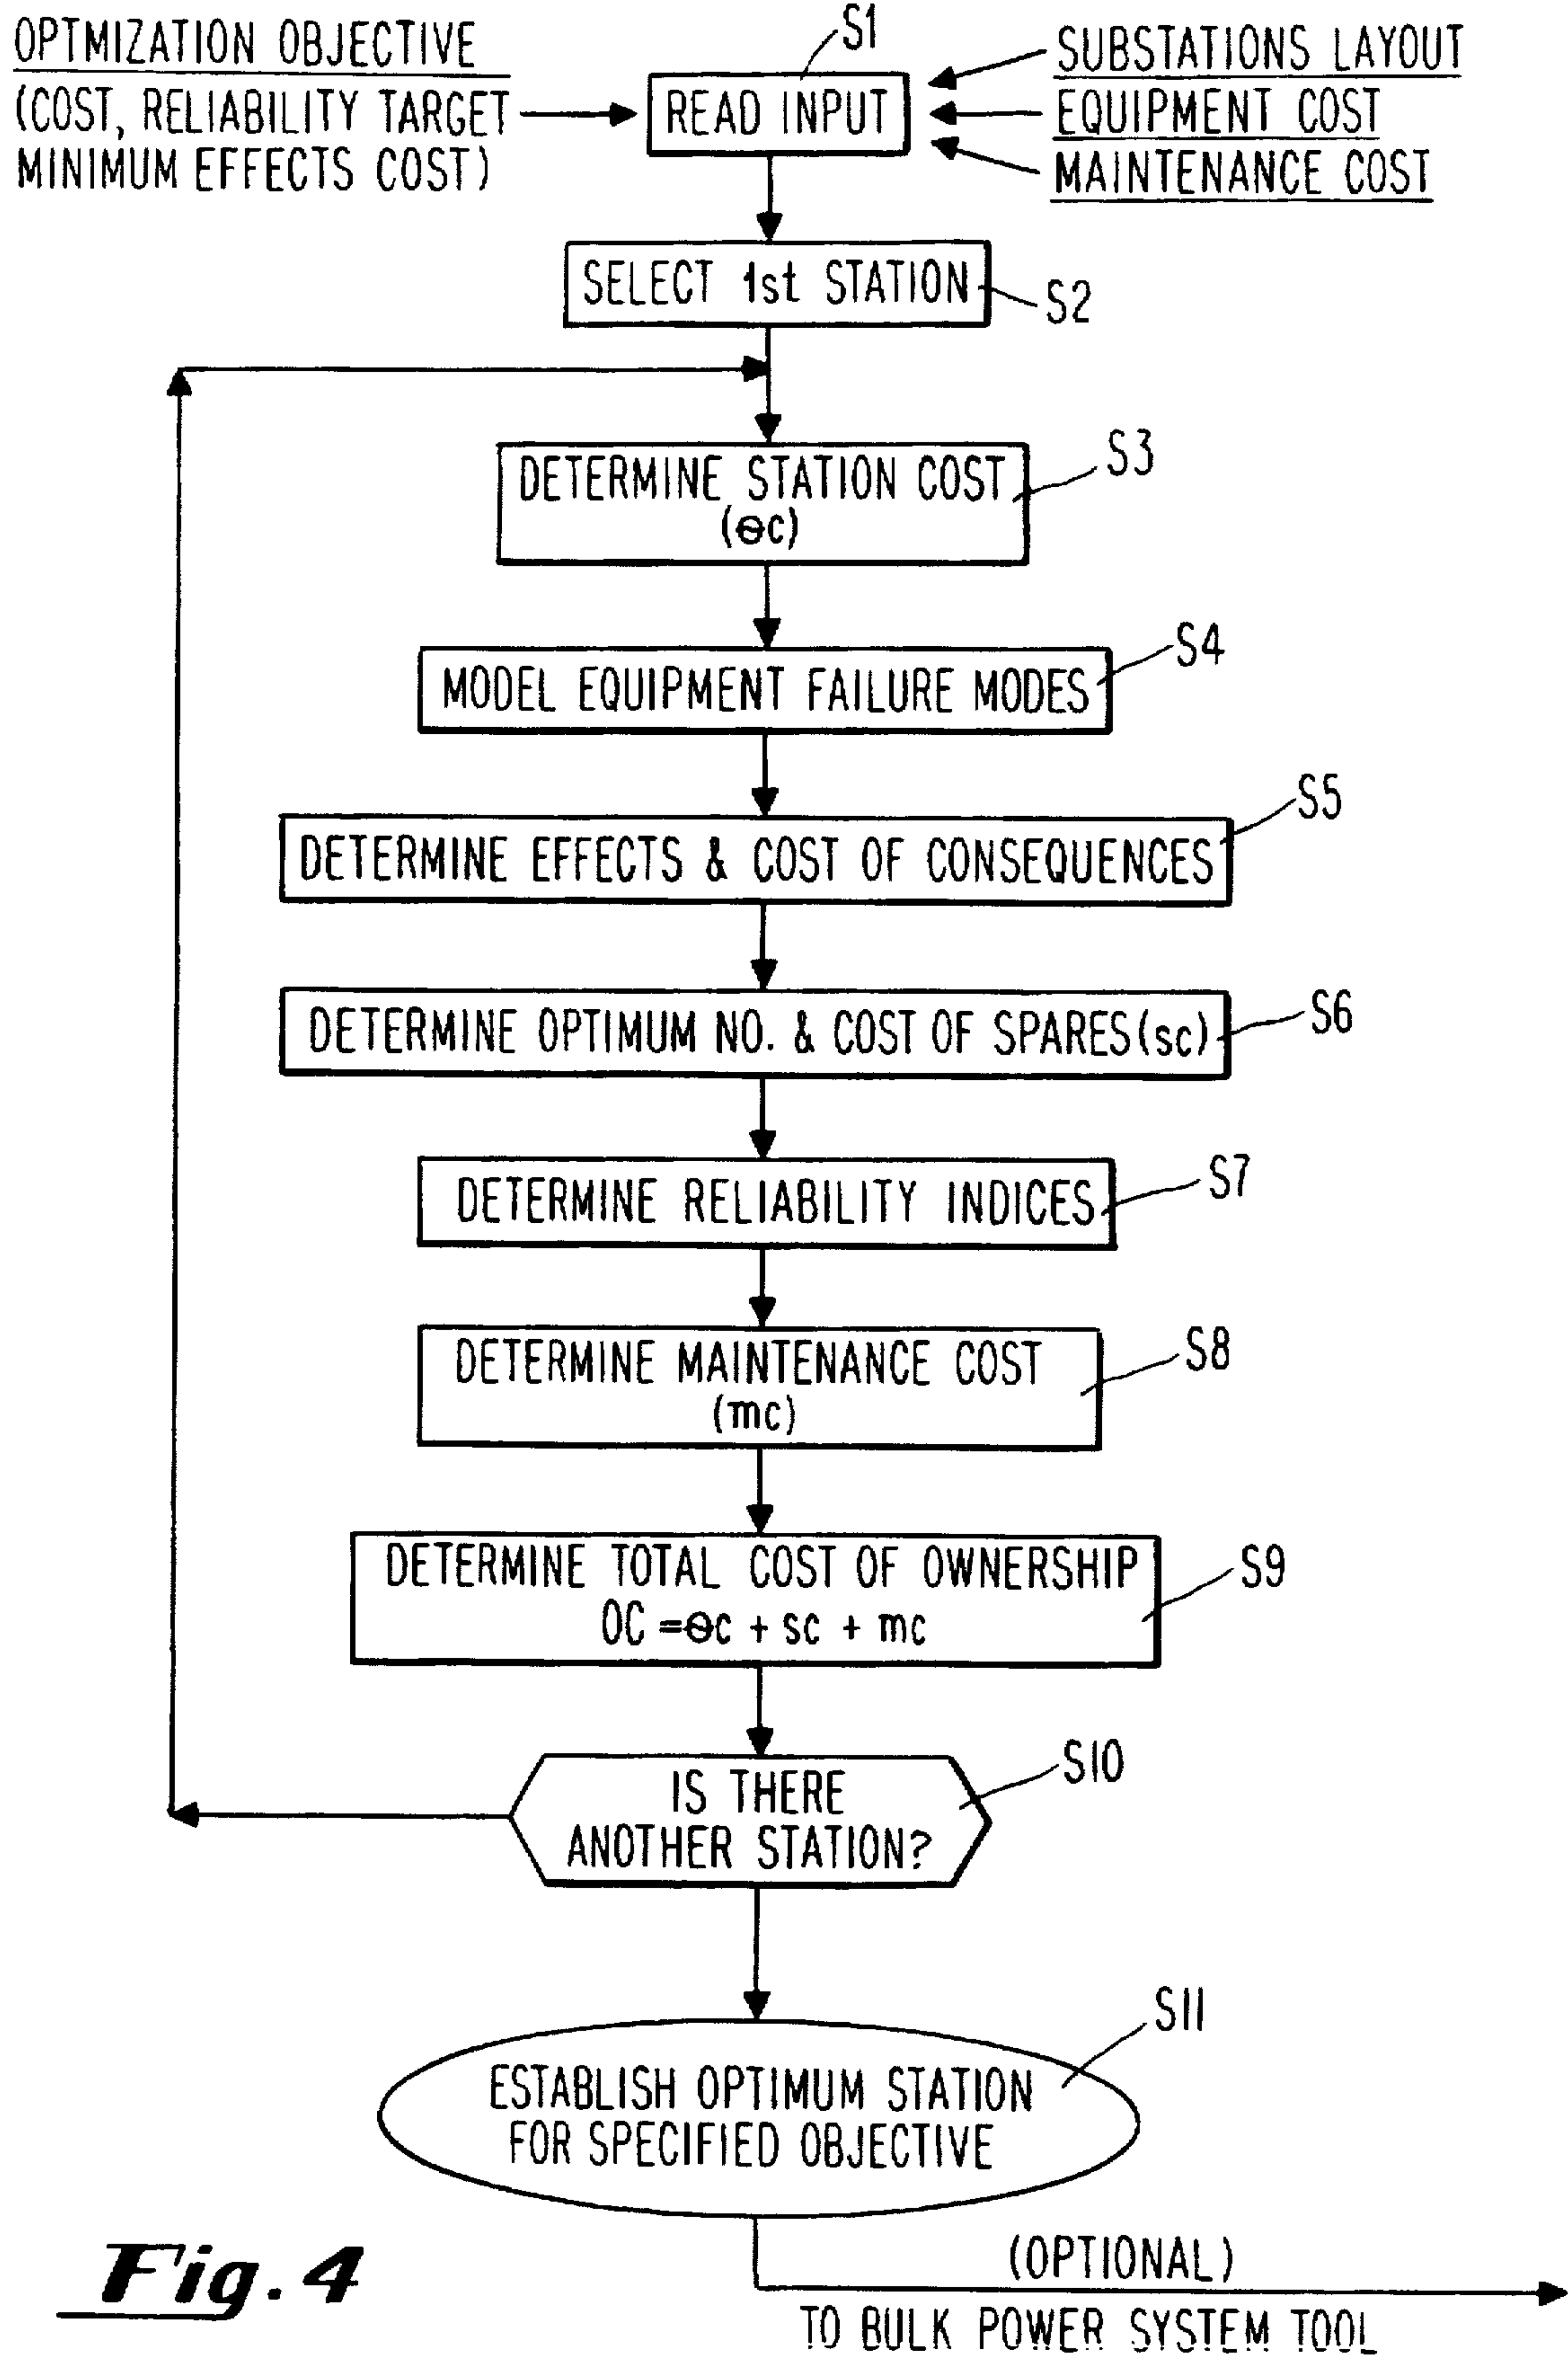 OPTMIZATION OBJECTIVE
(COST, RELIABILITY TARGET
MINIMUM EFFECTS COST)
S1
READ INPUT
SUBSTATIONS LAYOUT
EQUIPMENT COST
MAINTENANCE COST
SELECT 1st STATION
S2
DETERMINE STATION COST
(ɵc)
S3
MODEL EQUIPMENT FAILURE MODES
S4
DETERMINE EFFECTS & COST OF CONSEQUENCES
S5
DETERMINE OPTIMUM NO. & COST OF SPARES (sc)
S6
DETERMINE RELIABILITY INDICES
S7
DETERMINE MAINTENANCE COST
(mc)
S8
DETERMINE TOTAL COST OF OWNERSHIP
OC = ɵc + sc + mc
S9
IS THERE
ANOTHER STATION?
S10
ESTABLISH OPTIMUM STATION
FOR SPECIFIED OBJECTIVE
S11
(OPTIONAL)
TO BULK POWER SYSTEM TOOL
Fig. 4